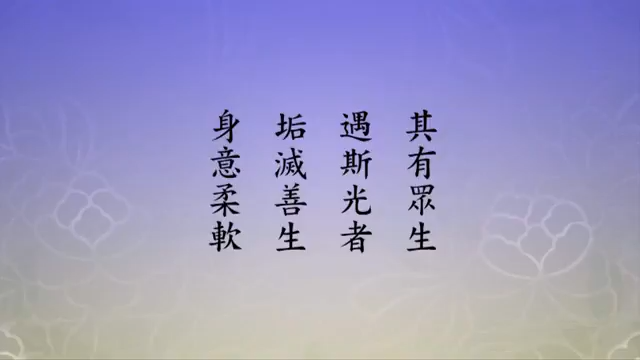 其有眾生
遇斯光者
垢滅善生
身意柔軟